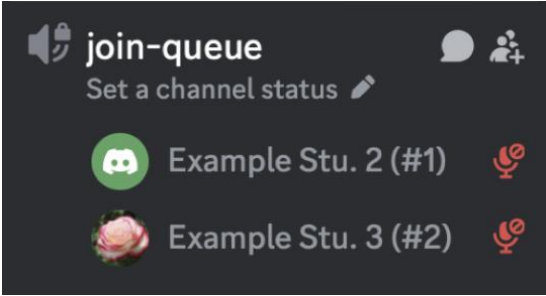 join-queue
Set a channel status
Example Stu. 2 (#1)
Example Stu. 3 (#2)